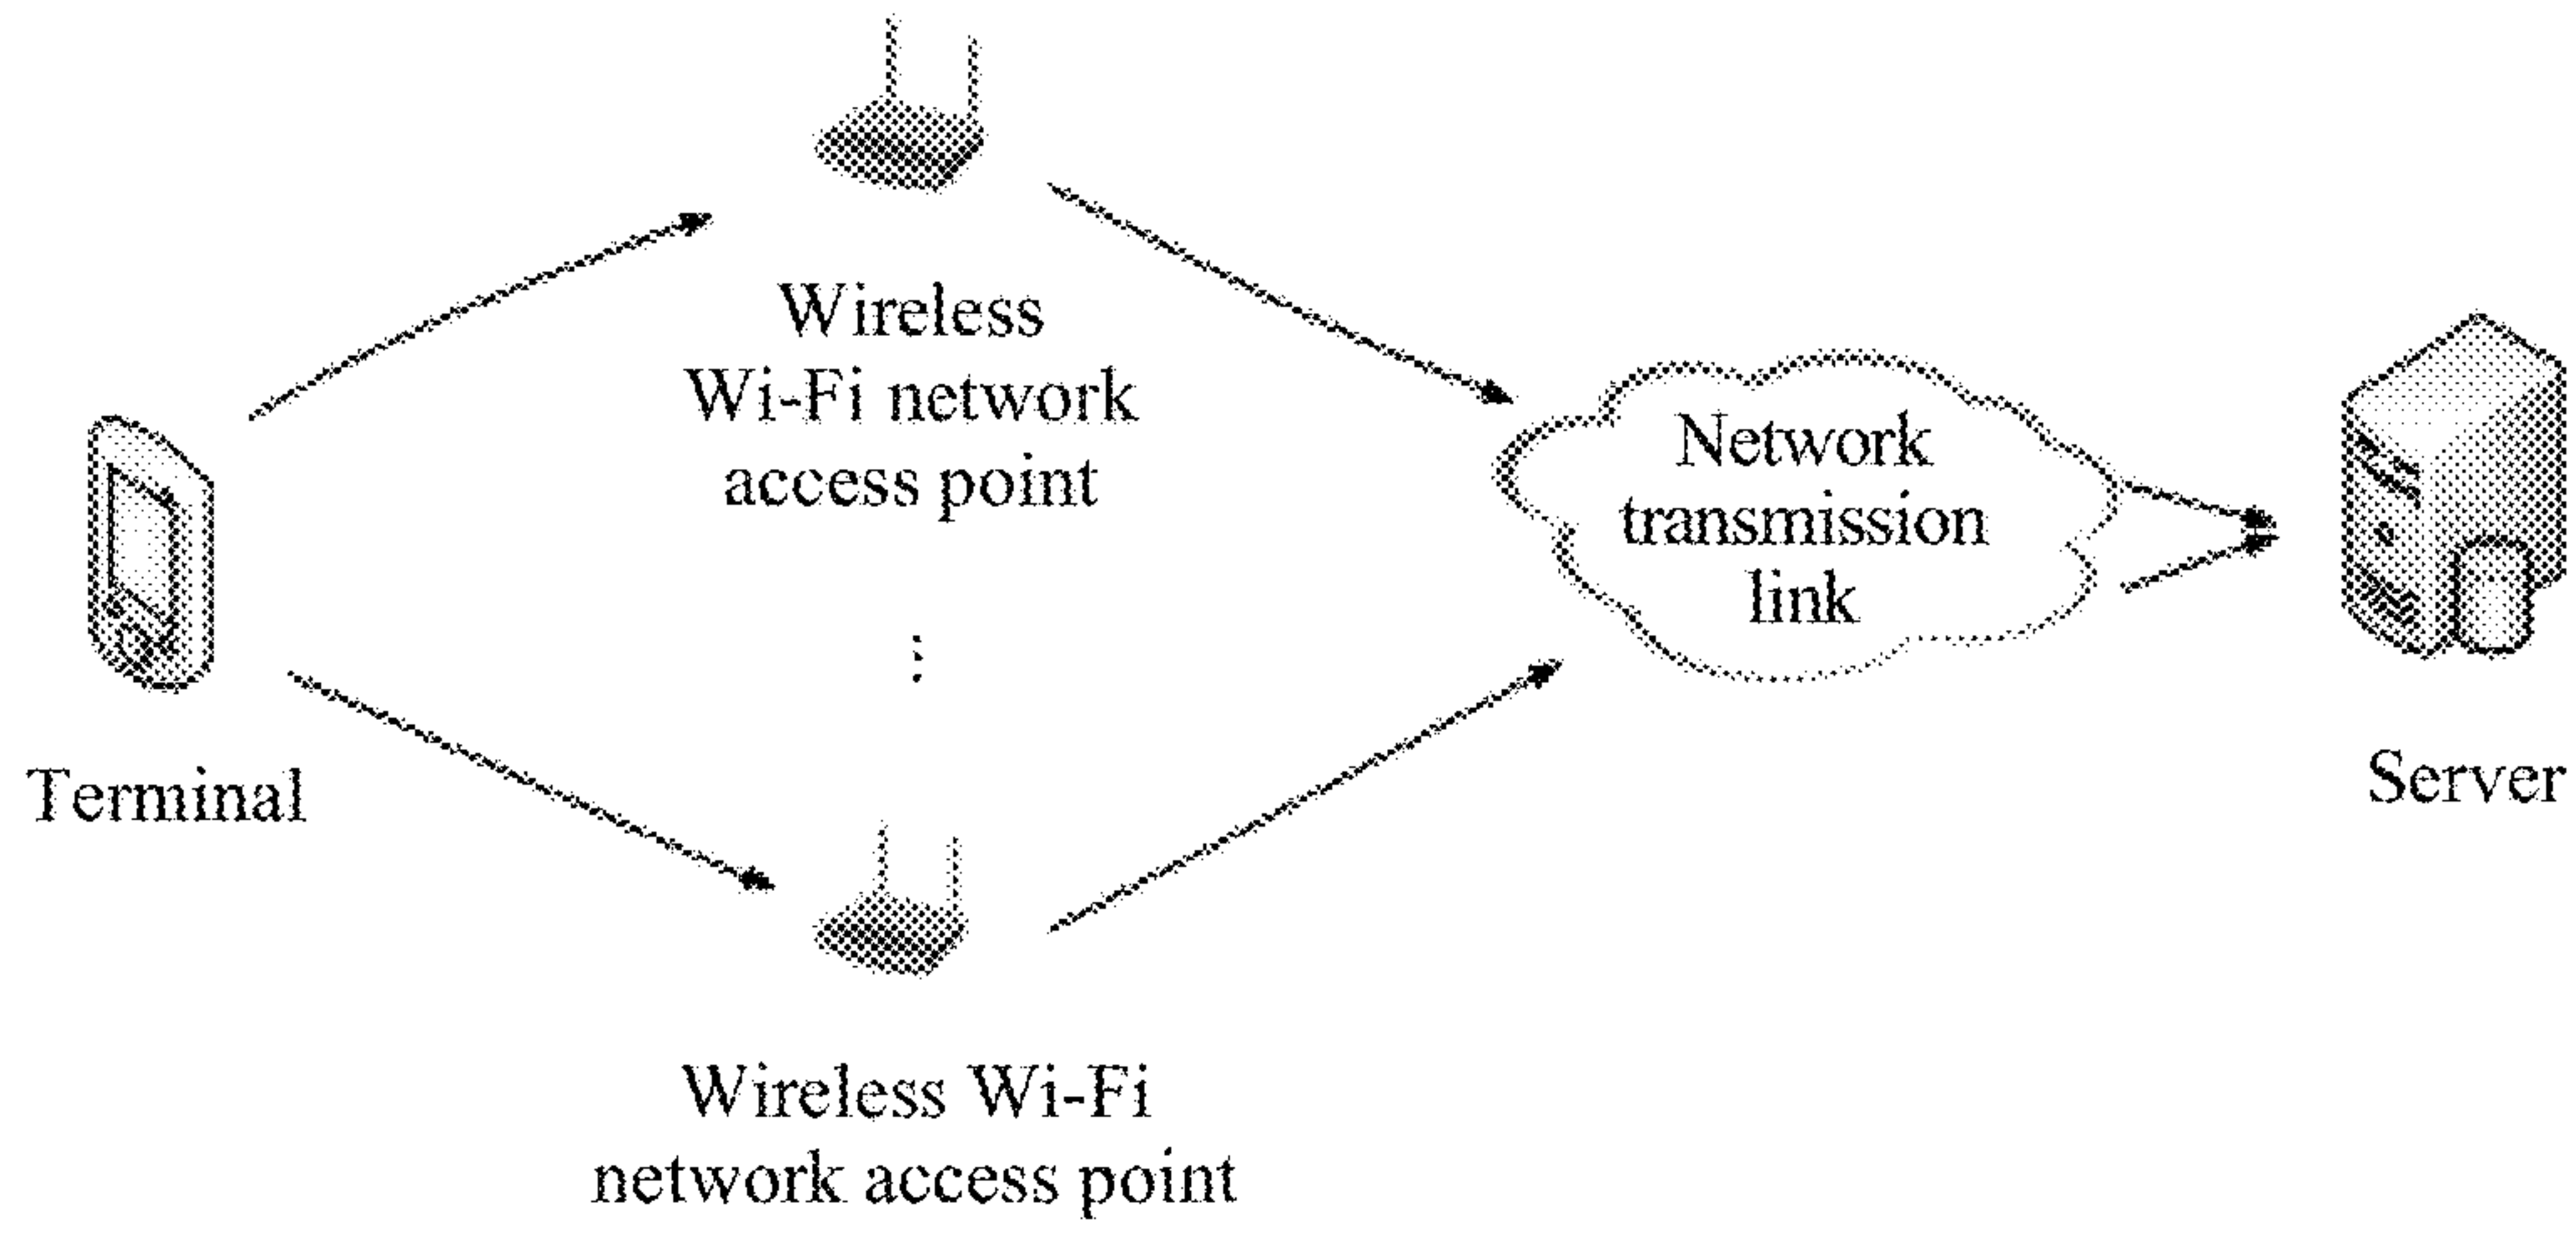 Wireless
Wi-Fi network
access point
Network
transmission
link
Terminal
Server
Wireless Wi-Fi
network access point